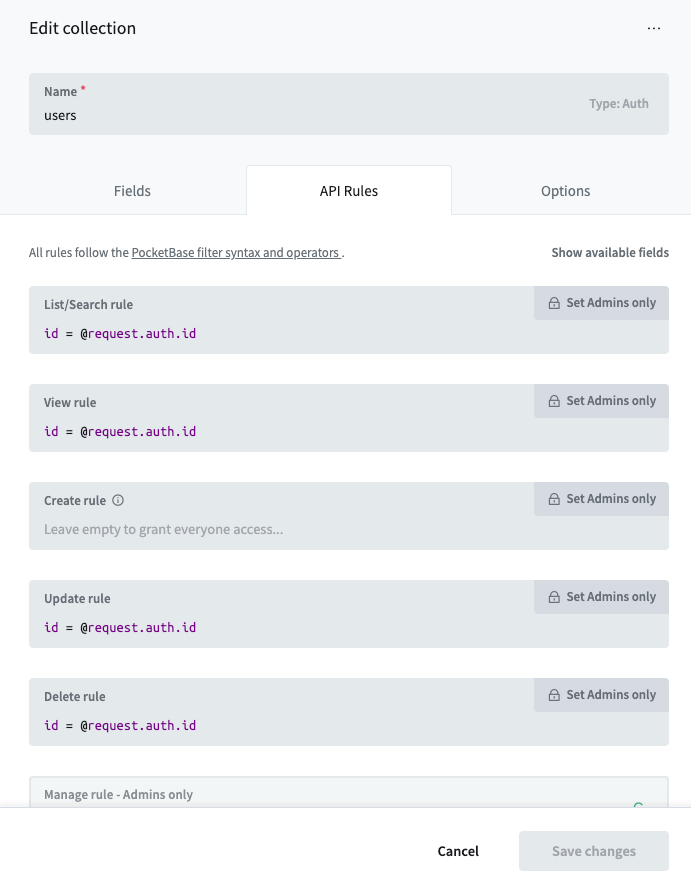 Edit collection
Name *
Type: Auth
users
Fields
API Rules
Options
All rules follow the PocketBase filter syntax and operators .
Show available fields
List/Search rule
Set Admins only
id = @request.auth.id
View rule
Set Admins only
id = @request.auth.id
Create rule
Set Admins only
Leave empty to grant everyone access...
Update rule
Set Admins only
id = @request.auth.id
Delete rule
Set Admins only
id = @request.auth.id
Manage rule - Admins only
Cancel
Save changes